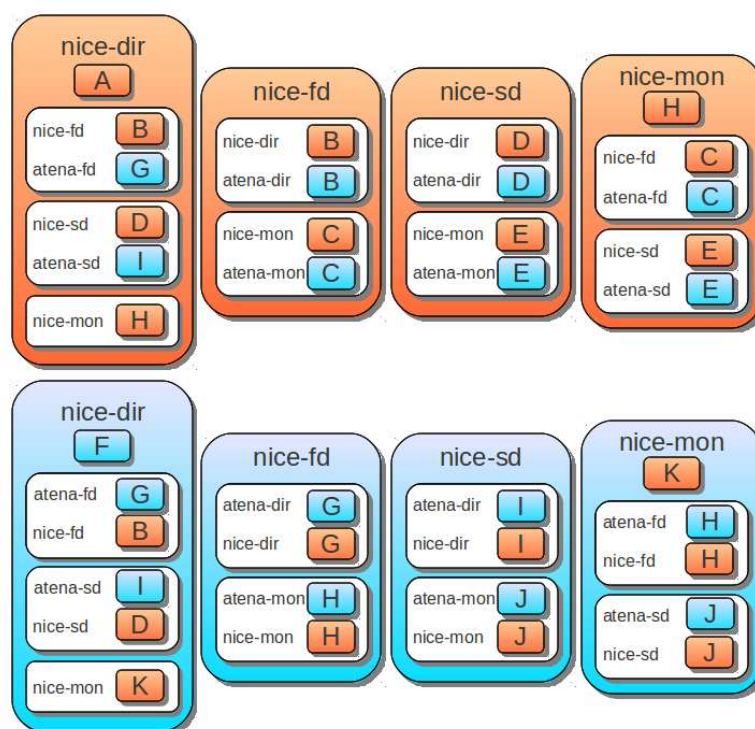 nice-dir
A
nice-fd B
atena-fd G
nice-sd D
atena-sd I
nice-mon H
nice-fd
nice-dir B
atena-dir B
nice-mon C
atena-mon C
nice-sd
nice-dir D
atena-dir D
nice-mon E
atena-mon E
nice-mon
H
nice-fd C
atena-fd C
nice-sd E
atena-sd E
nice-dir
F
atena-fd G
nice-fd B
atena-sd I
nice-sd D
nice-mon K
nice-fd
atena-dir G
nice-dir G
atena-mon H
nice-mon H
nice-sd
atena-dir I
nice-dir I
atena-mon J
nice-mon J
nice-mon
K
atena-fd H
nice-fd H
atena-sd J
nice-sd J